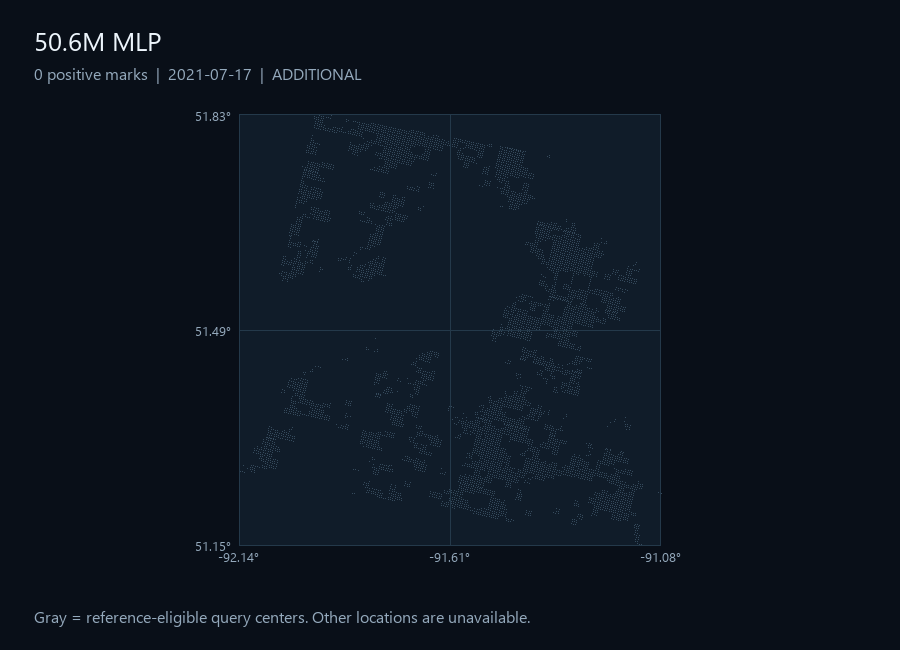 50.6M MLP
0 positive marks | 2021-07-17 | ADDITIONAL
51.83°
51.49°
51.15°
-92.14° -91.61° -91.08°
Gray = reference-eligible query centers. Other locations are unavailable.